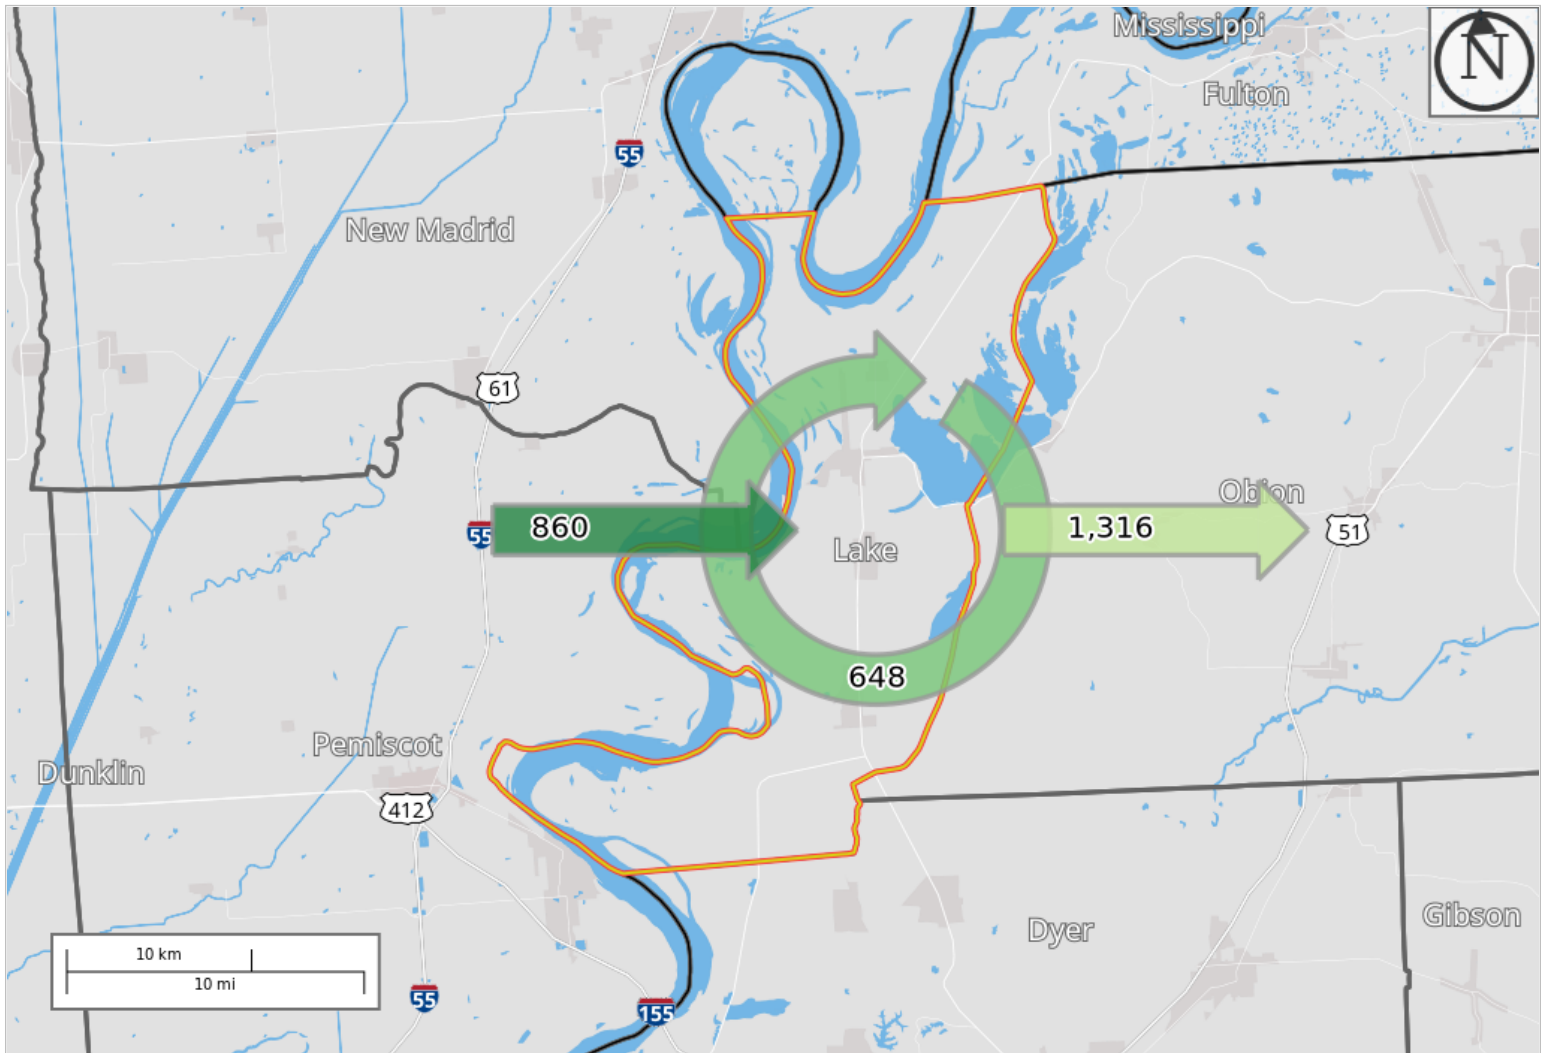 Mississippi
N
Fulton
55
New Madrid
61
Obion
860
1,316
55
51
Lake
648
Pemiscot
Dunklin
412
Gibson
Dyer
10 km
10 mi
55
155